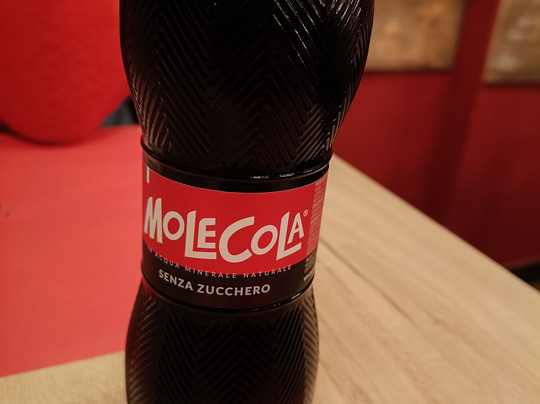 MOLECOLA®
ACQUA MINERALE NATURALE
SENZA ZUCCHERO